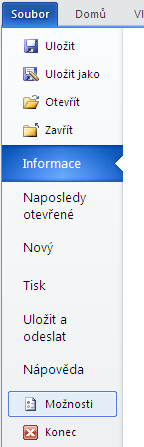 Soubor Domů
Uložit
Uložit jako
Otevřít
Zavřít
Informace
Naposledy
otevřené
Nový
Tisk
Uložit a
odeslat
Nápověda
Možnosti
Konec